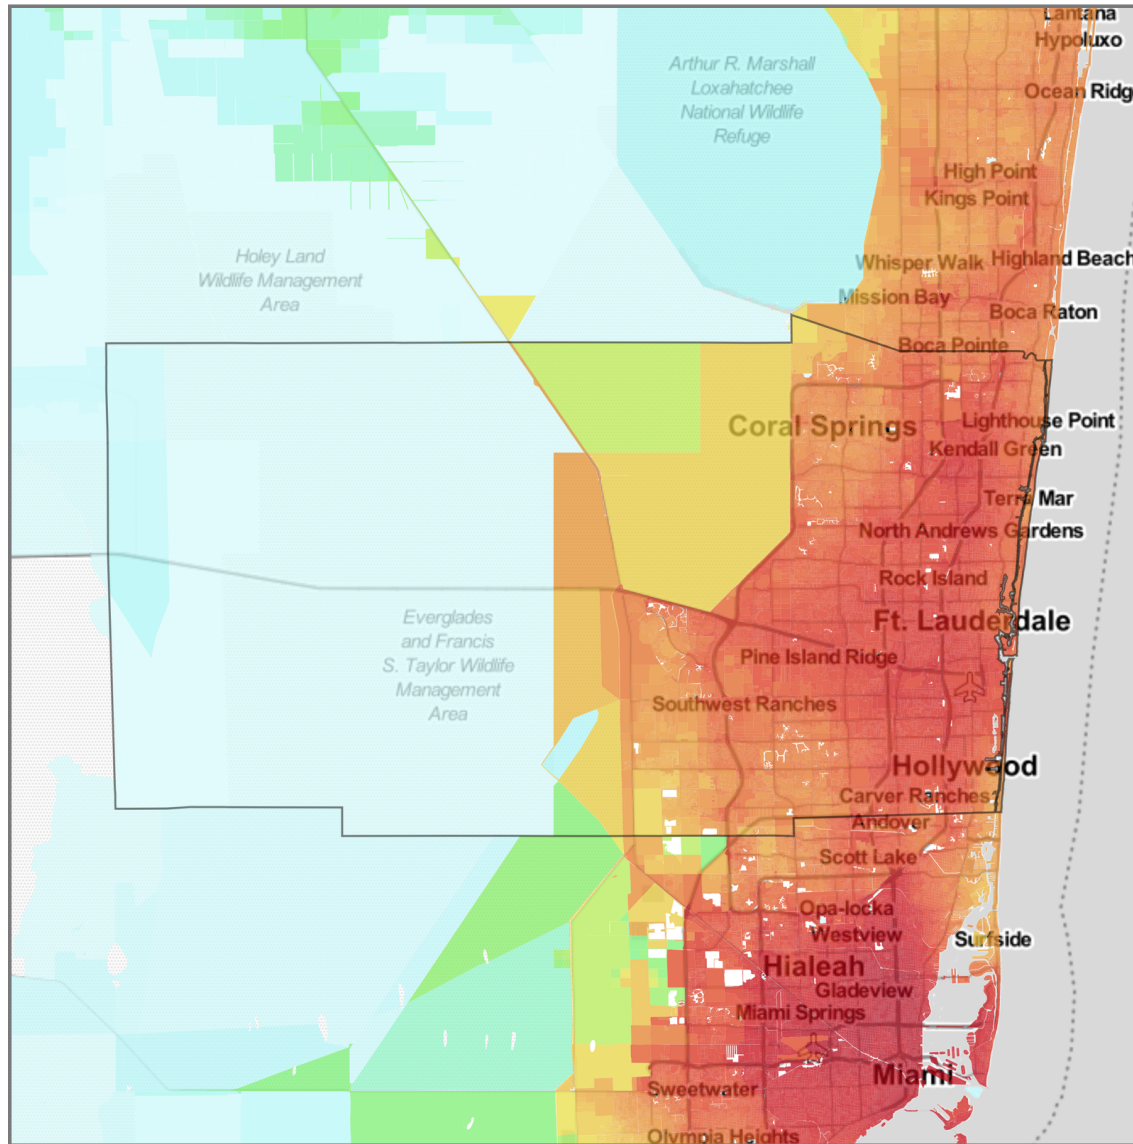 Lantana
Hypoluxo
Arthur R. Marshall
Loxahatchee
National Wildlife
Refuge
Ocean Ridg
High Point
Kings Point
Holey Land
Wildlife Management
Area
Whisper Walk
Highland Beach
Mission Bay
Boca Raton
Boca Pointe
Coral Springs
Lighthouse Point
Kendall Green
Terra Mar
North Andrews Gardens
Rock Island
Everglades
and Francis
S. Taylor Wildlife
Management
Area
Ft. Lauderdale
Pine Island Ridge
Southwest Ranches
Hollywood
Carver Ranches
Andover
Scott Lake
Opa-locka
Westview
Surfside
Hialeah
Gladeview
Miami Springs
Miami
Sweetwater
Olympia Heights